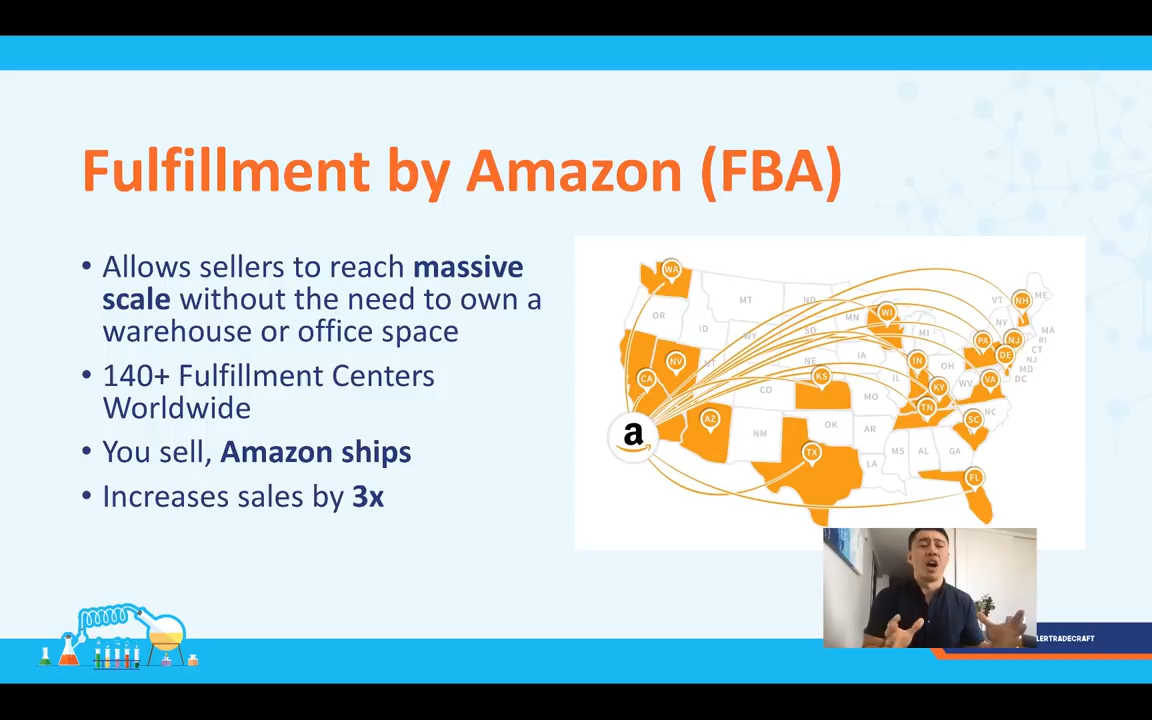 Fulfillment by Amazon (FBA)
• Allows sellers to reach massive
scale without the need to own a
warehouse or office space
• 140+ Fulfillment Centers
Worldwide
• You sell, Amazon ships
• Increases sales by 3x
WA
MT
ND
MN
OR
ID
WY
SD
WI
MI
VT
NH
ME
NY
MA
RI
CT
NJ
MD
DC
PA
NJ
DE
NV
UT
CA
CO
NE
KS
IA
IL
IN
OH
WV
VA
KY
MO
TN
NC
SC
AZ
NM
OK
AR
TX
LA
MS
AL
GA
FL
a
LERTRADECRAFT